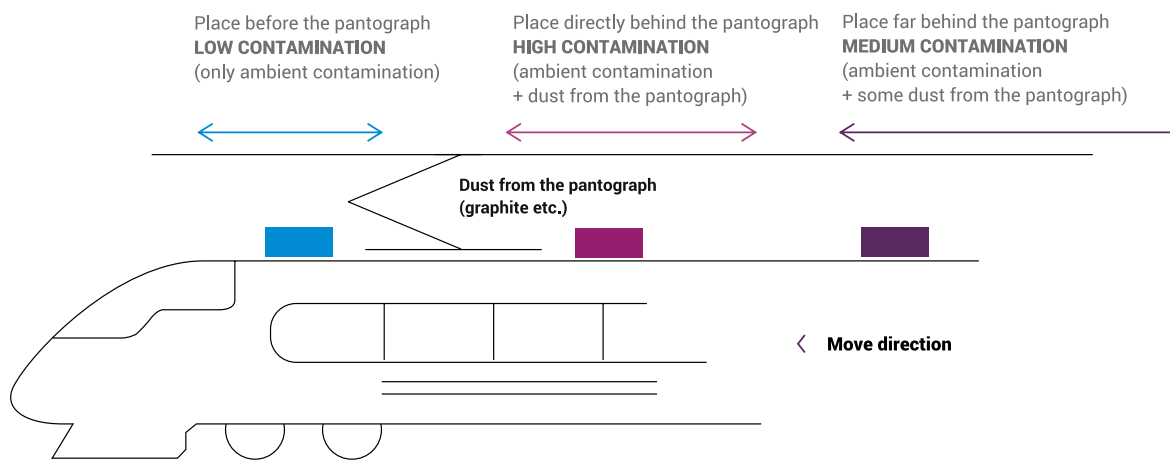 Place before the pantograph
LOW CONTAMINATION
(only ambient contamination)
Place directly behind the pantograph
HIGH CONTAMINATION
(ambient contamination
+ dust from the pantograph)
Place far behind the pantograph
MEDIUM CONTAMINATION
(ambient contamination
+ some dust from the pantograph)
Dust from the pantograph
(graphite etc.)
Move direction